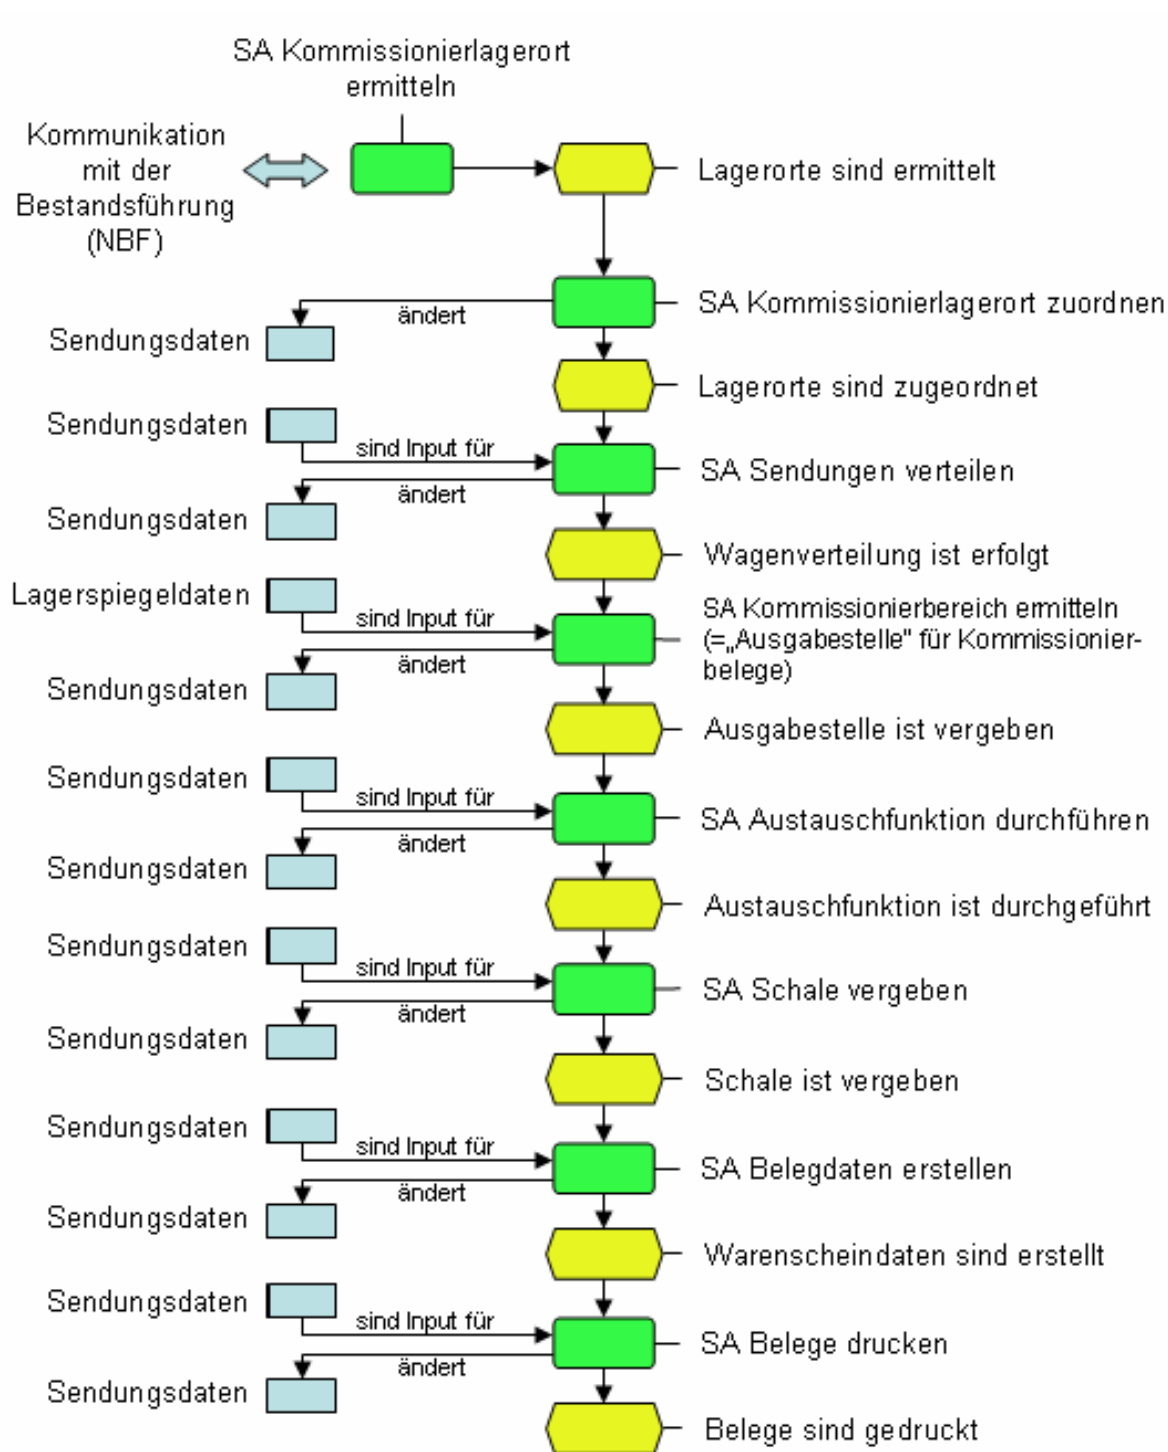 SA Kommissionierlagerort
ermitteln
Kommunikation
mit der
Bestandsführung
(NBF)
Lagerorte sind ermittelt
SA Kommissionierlagerort zuordnen
ändert
Sendungsdaten
Lagerorte sind zugeordnet
Sendungsdaten
sind Input für
SA Sendungen verteilen
ändert
Sendungsdaten
Wagenverteilung ist erfolgt
Lagerspiegeldaten
sind Input für
SA Kommissionierbereich ermitteln
(=„Ausgabestelle" für Kommissionier-
belege)
ändert
Sendungsdaten
Ausgabestelle ist vergeben
Sendungsdaten
sind Input für
SA Austauschfunktion durchführen
ändert
Sendungsdaten
Austauschfunktion ist durchgeführt
Sendungsdaten
sind Input für
SA Schale vergeben
ändert
Sendungsdaten
Schale ist vergeben
Sendungsdaten
sind Input für
SA Belegdaten erstellen
ändert
Sendungsdaten
Warenscheindaten sind erstellt
Sendungsdaten
sind Input für
SA Belege drucken
ändert
Sendungsdaten
Belege sind gedruckt